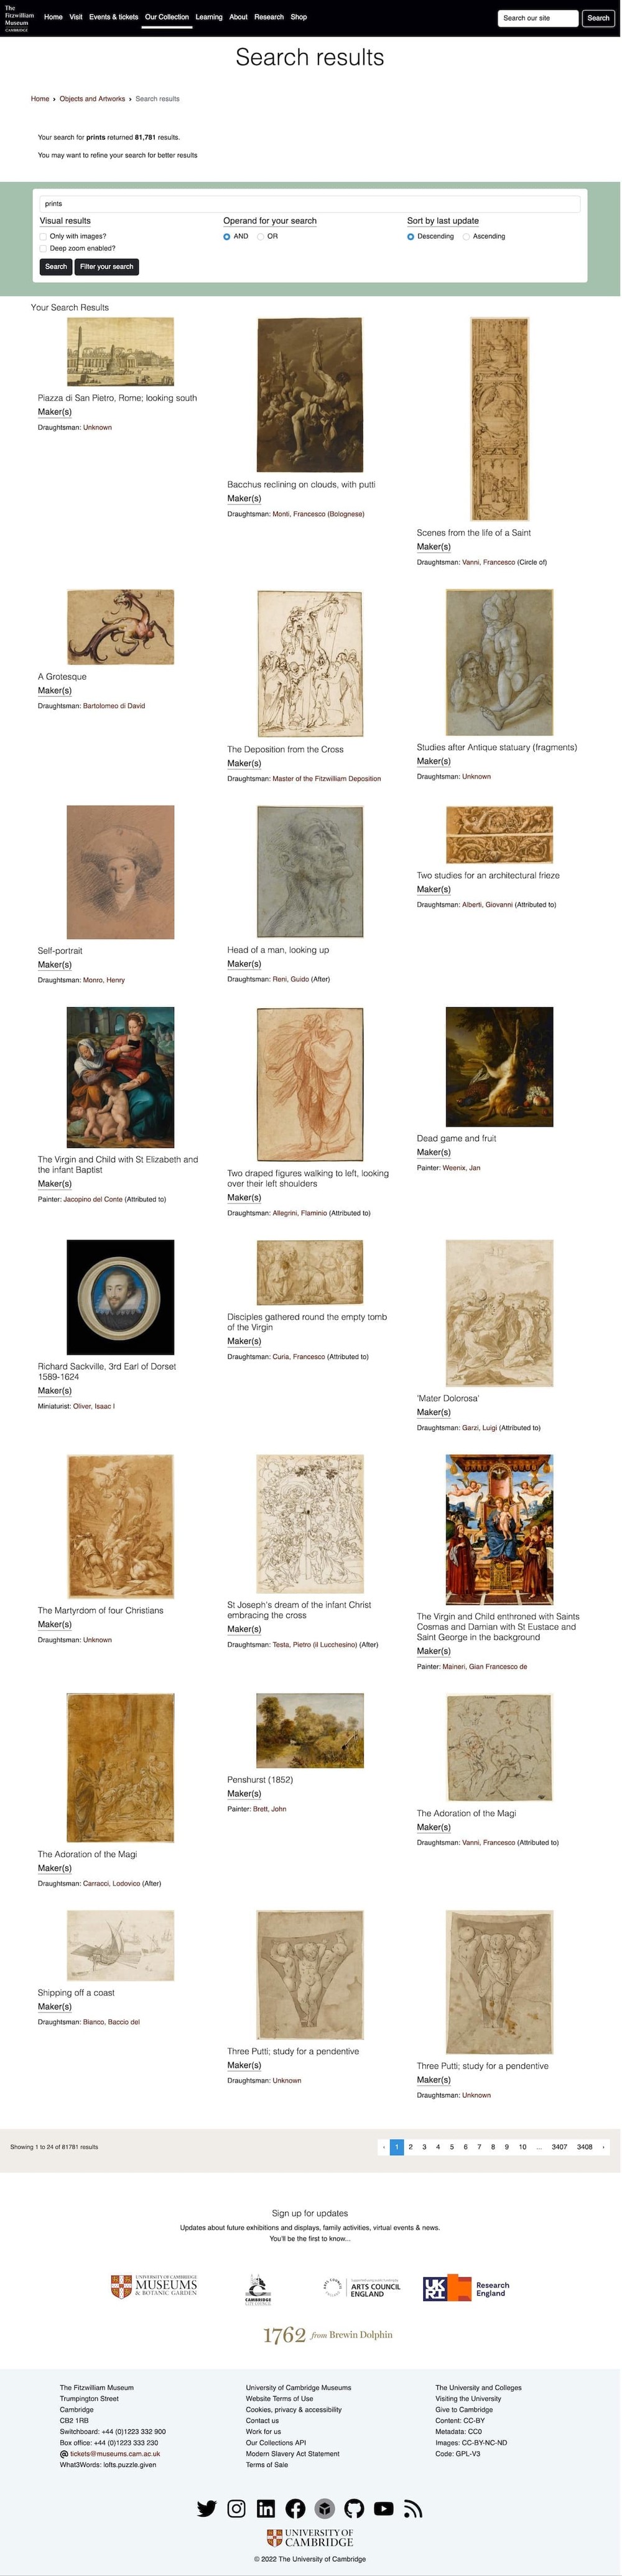 The
Fitzwilliam
Museum
CAMBRIDGE
Home Visit Events & tickets Our Collection Learning About Research Shop
Search our site
Search
Search results
Home › Objects and Artworks › Search results
Your search for prints returned 81,781 results.
You may want to refine your search for better results
prints
Visual results
Only with images?
Deep zoom enabled?
Operand for your search
AND OR
Sort by last update
Descending Ascending
Search Filter your search
Your Search Results
Piazza di San Pietro, Rome; looking south
Maker(s)
Draughtsman: Unknown
Bacchus reclining on clouds, with putti
Maker(s)
Draughtsman: Monti, Francesco (Bolognese)
Scenes from the life of a Saint
Maker(s)
Draughtsman: Vanni, Francesco (Circle of)
A Grotesque
Maker(s)
Draughtsman: Bartolomeo di David
The Deposition from the Cross
Maker(s)
Draughtsman: Master of the Fitzwilliam Deposition
Studies after Antique statuary (fragments)
Maker(s)
Draughtsman: Unknown
Self-portrait
Maker(s)
Draughtsman: Monro, Henry
Head of a man, looking up
Maker(s)
Draughtsman: Reni, Guido (After)
Two studies for an architectural frieze
Maker(s)
Draughtsman: Alberti, Giovanni (Attributed to)
The Virgin and Child with St Elizabeth and
the infant Baptist
Maker(s)
Painter: Jacopino del Conte (Attributed to)
Two draped figures walking to left, looking
over their left shoulders
Maker(s)
Draughtsman: Allegrini, Flaminio (Attributed to)
Dead game and fruit
Maker(s)
Painter: Weenix, Jan
Richard Sackville, 3rd Earl of Dorset
1589-1624
Maker(s)
Miniaturist: Oliver, Isaac I
Disciples gathered round the empty tomb
of the Virgin
Maker(s)
Draughtsman: Curia, Francesco (Attributed to)
'Mater Dolorosa'
Maker(s)
Draughtsman: Garzi, Luigi (Attributed to)
The Martyrdom of four Christians
Maker(s)
Draughtsman: Unknown
St Joseph's dream of the infant Christ
embracing the cross
Maker(s)
Draughtsman: Testa, Pietro (il Lucchesino) (After)
The Virgin and Child enthroned with Saints
Cosmas and Damian with St Eustace and
Saint George in the background
Maker(s)
Painter: Maineri, Gian Francesco de
The Adoration of the Magi
Maker(s)
Draughtsman: Carracci, Lodovico (After)
Penshurst (1852)
Maker(s)
Painter: Brett, John
The Adoration of the Magi
Maker(s)
Draughtsman: Vanni, Francesco (Attributed to)
Shipping off a coast
Maker(s)
Draughtsman: Bianco, Baccio del
Three Putti; study for a pendentive
Maker(s)
Draughtsman: Unknown
Three Putti; study for a pendentive
Maker(s)
Draughtsman: Unknown
Showing 1 to 24 of 81781 results
‹ 1 2 3 4 5 6 7 8 9 10 ... 3407 3408 ›
Sign up for updates
Updates about future exhibitions and displays, family activities, virtual events & news.
You'll be the first to know...
UNIVERSITY OF CAMBRIDGE
MUSEUMS
& BOTANIC GARDEN
CAMBRIDGE
CITY COUNCIL
ARTS COUNCIL
ENGLAND
UKRI
Research
England
1762 from Brewin Dolphin
The Fitzwilliam Museum
Trumpington Street
Cambridge
CB2 1RB
Switchboard: +44 (0)1223 332 900
Box office: +44 (0)1223 333 230
@ tickets@museums.cam.ac.uk
What3Words: lofts.puzzle.given
University of Cambridge Museums
Website Terms of Use
Cookies, privacy & accessibility
Contact us
Work for us
Our Collections API
Modern Slavery Act Statement
Terms of Sale
The University and Colleges
Visiting the University
Give to Cambridge
Content: CC-BY
Metadata: CC0
Images: CC-BY-NC-ND
Code: GPL-V3
UNIVERSITY OF
CAMBRIDGE
© 2022 The University of Cambridge